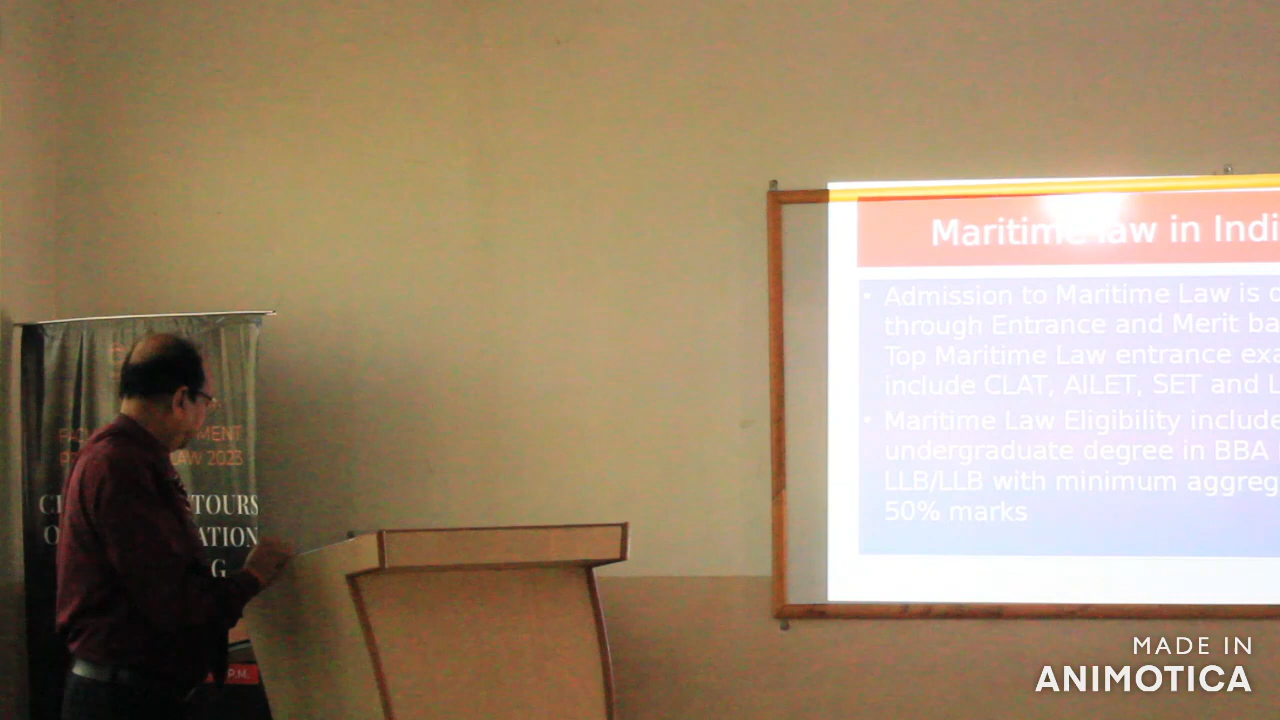 MENT
LAW 2023
TOURS
ATION
G
P.M.
Maritime law in Indi
• Admission to Maritime Law is
through Entrance and Merit ba
Top Maritime Law entrance exa
include CLAT, AILET, SET and L
• Maritime Law Eligibility include
undergraduate degree in BBA
LLB/LLB with minimum aggreg
50% marks
MADE IN
ANIMOTICA